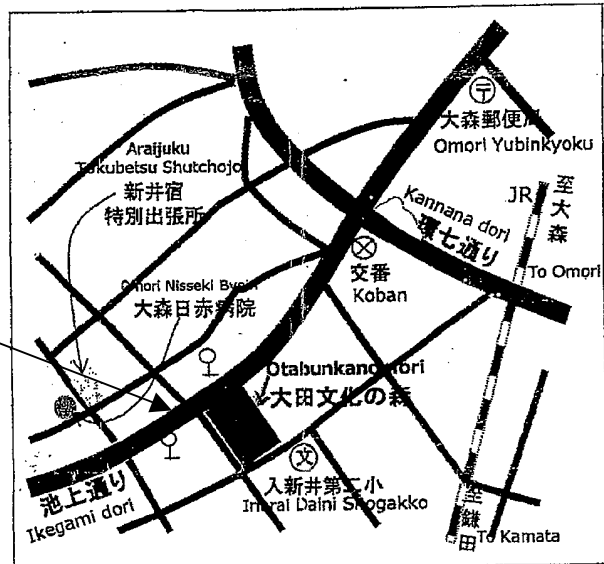 〒
大森郵便局
Omori Yubinkyoku
Araijuku
Tokubetsu Shutchojo
新井宿
特別出張所
Kannana dori
環七通り
JR
至大森
To Omori
交番
Koban
Omori Nisseki Byoin
大森日赤病院
Otabunkanomori
大田文化の森
文
入新井第二小
Inarai Daini Shogakko
池上通り
Ikegami dori
至鎌田
To Kamata